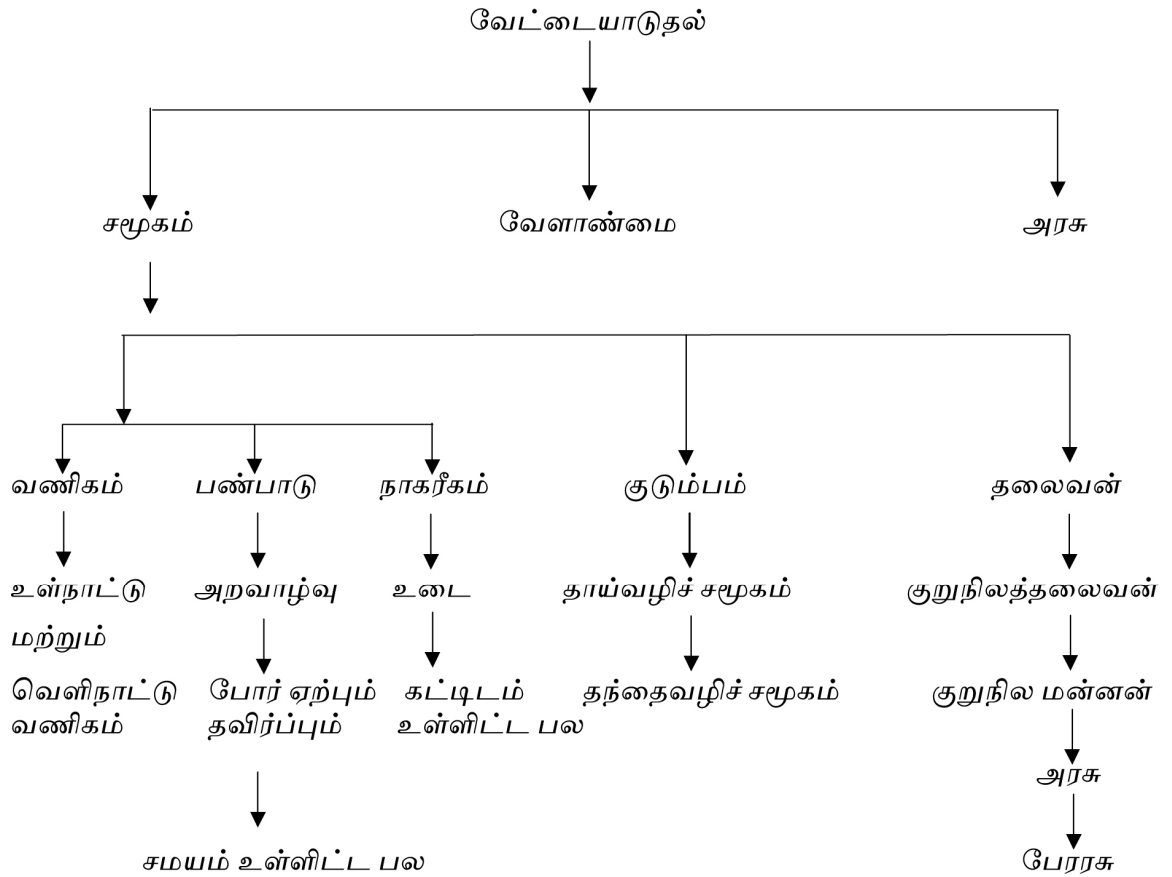 வேட்டையாடுதல்
சமூகம் வேளாண்மை அரசு
வணிகம் பண்பாடு நாகரீகம் குடும்பம் தலைவன்
உள்நாட்டு அறவாழ்வு உடை தாய்வழிச் சமூகம் குறுநிலத்தலைவன்
மற்றும்
வெளிநாட்டு போர் ஏற்பும் கட்டிடம் தந்தைவழிச் சமூகம் குறுநில மன்னன்
வணிகம் தவிர்ப்பும் உள்ளிட்ட பல
அரசு
சமயம் உள்ளிட்ட பல பேரரசு